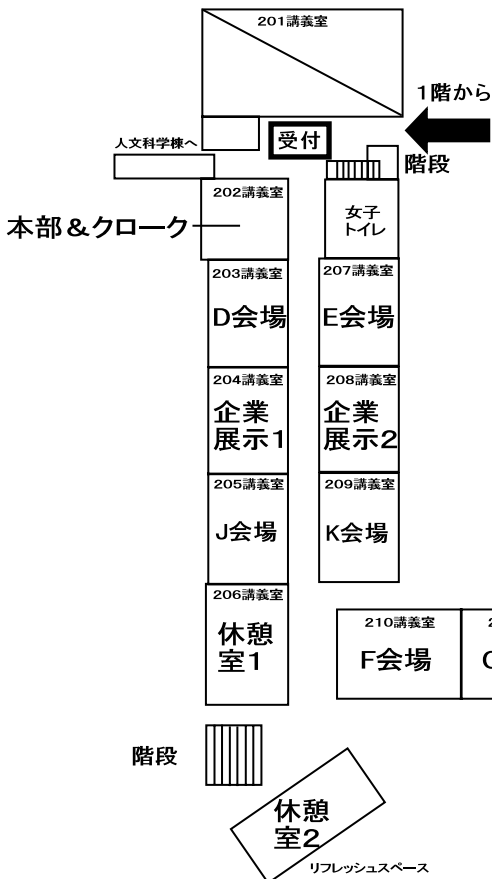 201講義室
1階から
受付
人文科学棟へ
階段
202講義室
本部&クローク
女子
トイレ
203講義室
D会場
207講義室
E会場
204講義室
企業
展示1
208講義室
企業
展示2
205講義室
J会場
209講義室
K会場
206講義室
休憩
室1
210講義室
F会場
階段
休憩
室2
リフレッシュスペース